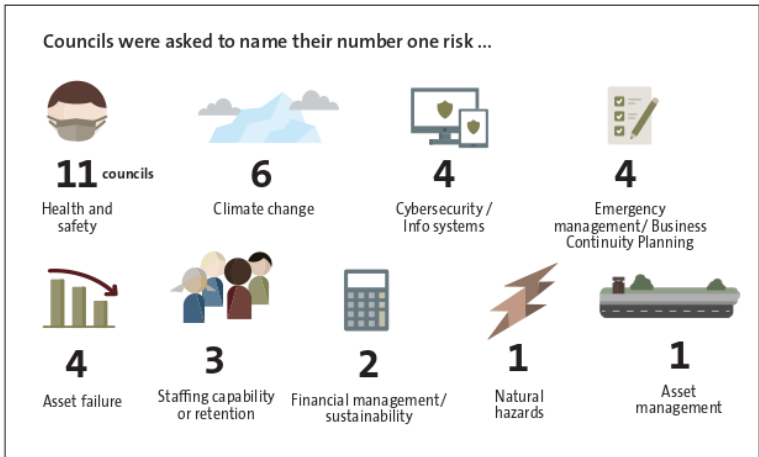 Councils were asked to name their number one risk ...
11 councils
Health and
safety
6
Climate change
4
Cybersecurity /
Info systems
4
Emergency
management/ Business
Continuity Planning
4
Asset failure
3
Staffing capability
or retention
2
Financial management/
sustainability
1
Natural
hazards
1
Asset
management